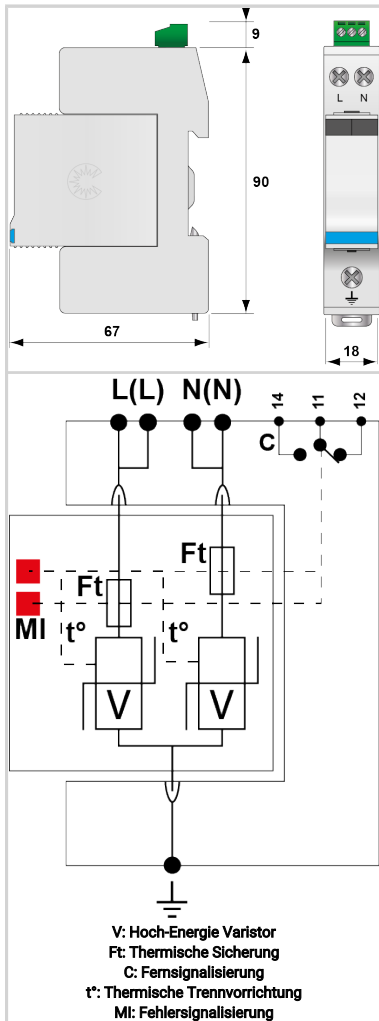 9
L N
90
67
18
L(L) N(N)
14 11 12
C
Ft
Ft
MI
t° t°
V V
V: Hoch-Energie Varistor
Ft: Thermische Sicherung
C: Fernsignalisierung
t°: Thermische Trennvorrichtung
MI: Fehlersignalisierung